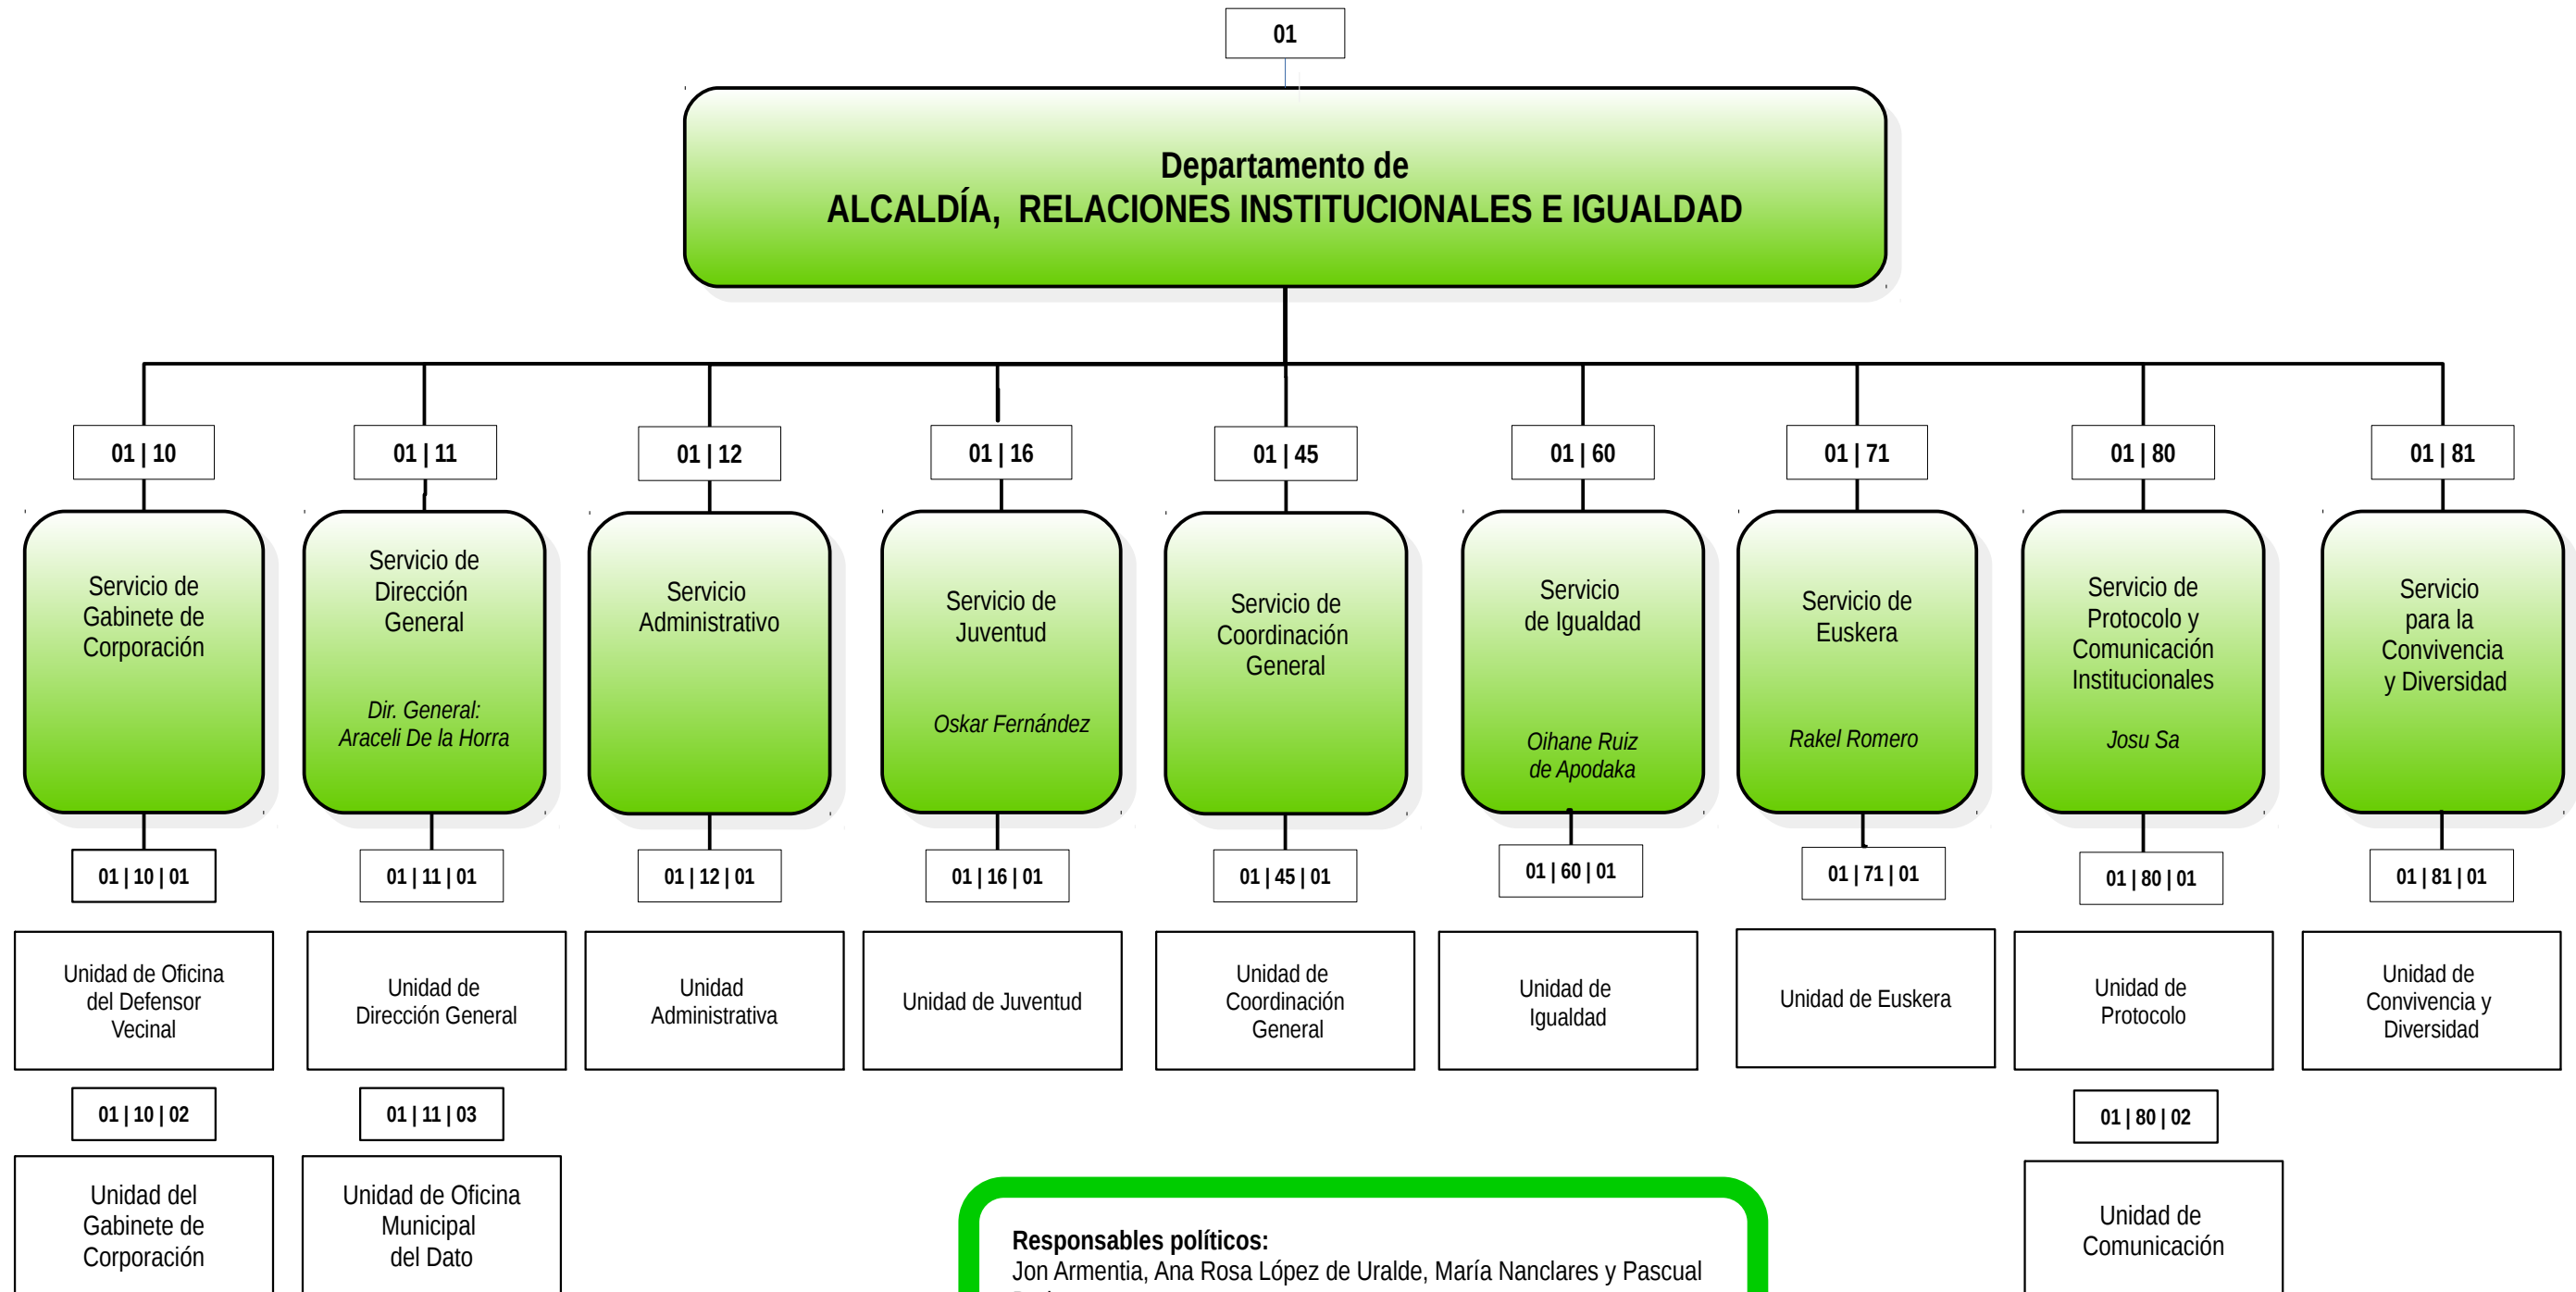 01
Departamento de
ALCALDÍA, RELACIONES INSTITUCIONALES E IGUALDAD
01 | 10
Servicio de
Gabinete de
Corporación
01 | 10 | 01
Unidad de Oficina
del Defensor
Vecinal
01 | 10 | 02
Unidad del
Gabinete de
Corporación
01 | 11
Servicio de
Dirección
General
Dir. General:
Araceli De la Horra
01 | 11 | 01
Unidad de
Dirección General
01 | 11 | 03
Unidad de Oficina
Municipal
del Dato
01 | 12
Servicio
Administrativo
01 | 12 | 01
Unidad
Administrativa
01 | 16
Servicio de
Juventud
Oskar Fernández
01 | 16 | 01
Unidad de Juventud
01 | 45
Servicio de
Coordinación
General
01 | 45 | 01
Unidad de
Coordinación
General
01 | 60
Servicio
de Igualdad
Oihane Ruiz
de Apodaka
01 | 60 | 01
Unidad de
Igualdad
01 | 71
Servicio de
Euskera
Rakel Romero
01 | 71 | 01
Unidad de Euskera
01 | 80
Servicio de
Protocolo y
Comunicación
Institucionales
Josu Sa
01 | 80 | 01
Unidad de
Protocolo
01 | 80 | 02
Unidad de
Comunicación
01 | 81
Servicio
para la
Convivencia
y Diversidad
01 | 81 | 01
Unidad de
Convivencia y
Diversidad
Responsables políticos:
Jon Armentia, Ana Rosa López de Uralde, María Nanclares y Pascual